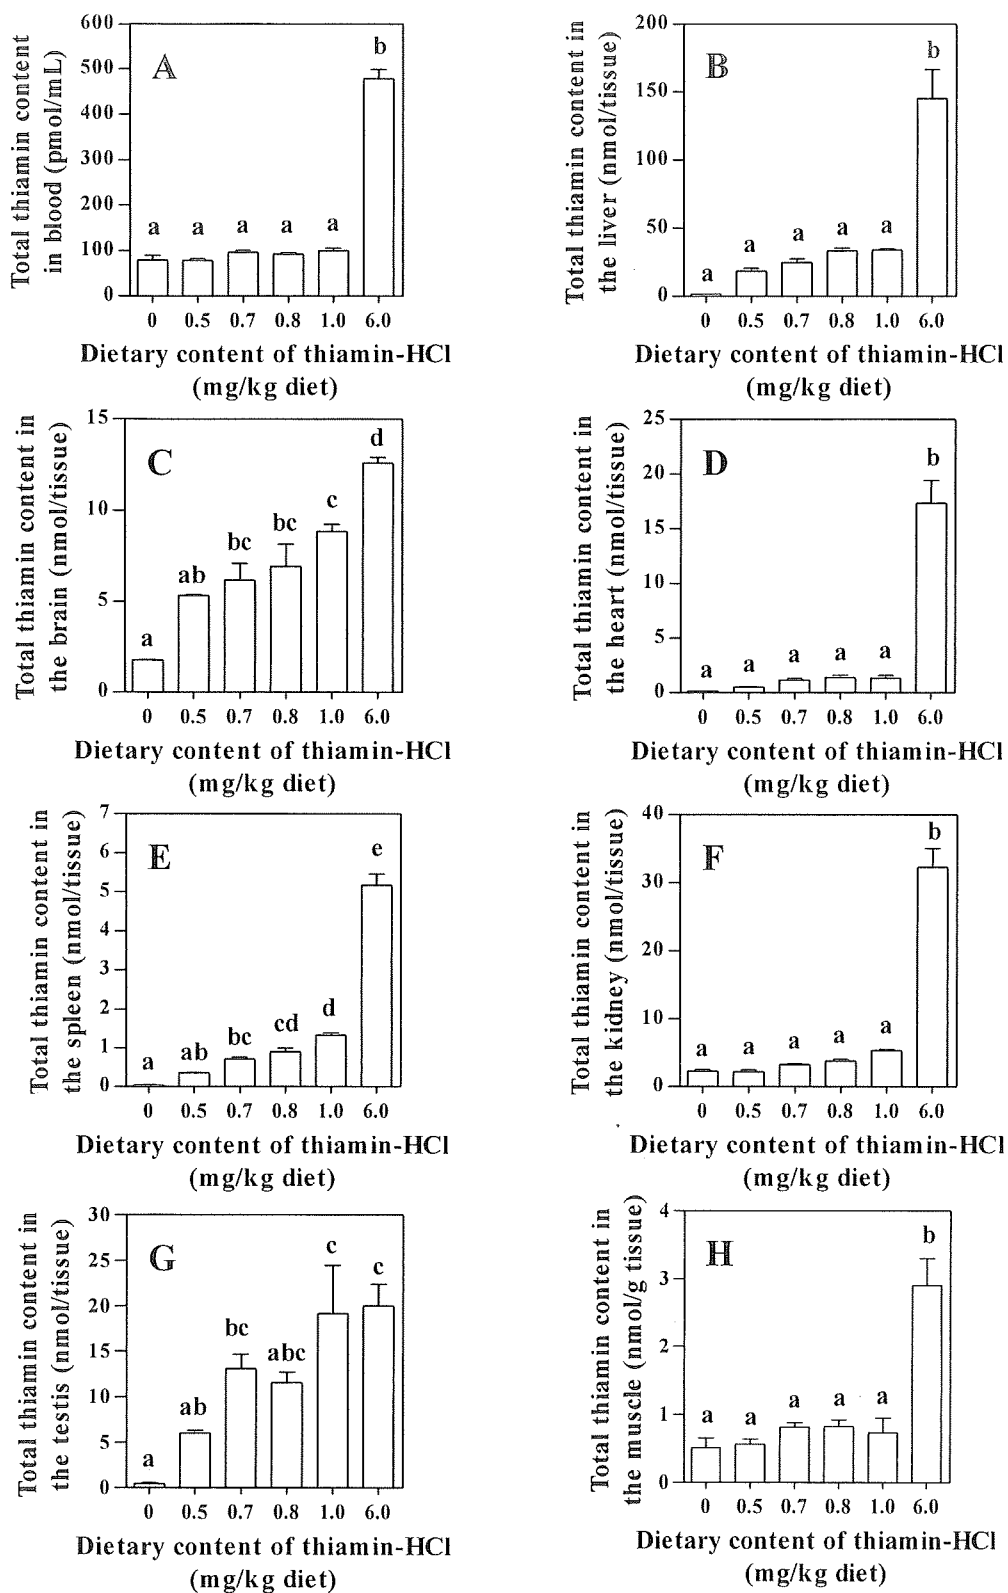 Total thiamin content in
in blood (pmol/mL)
600
500
400
300
200
100
0
A
a
a
a
a
a
b
0 0.5 0.7 0.8 1.0 6.0
Dietary content of thiamin-HCl
(mg/kg diet)
Total thiamin content in
the liver (nmol/tissue)
200
150
100
50
0
B
a
a
a
a
a
b
0 0.5 0.7 0.8 1.0 6.0
Dietary content of thiamin-HCl
(mg/kg diet)
Total thiamin content in
the brain (nmol/tissue)
15
10
5
0
C
a
ab
bc
bc
c
d
0 0.5 0.7 0.8 1.0 6.0
Dietary content of thiamin-HCl
(mg/kg diet)
Total thiamin content in
the heart (nmol/tissue)
25
20
15
10
5
0
D
a
a
a
a
a
b
0 0.5 0.7 0.8 1.0 6.0
Dietary content of thiamin-HCl
(mg/kg diet)
Total thiamin content in
the spleen (nmol/tissue)
7
6
5
4
3
2
1
0
E
a
ab
bc
cd
d
e
0 0.5 0.7 0.8 1.0 6.0
Dietary content of thiamin-HCl
(mg/kg diet)
Total thiamin content in
the kidney (nmol/tissue)
40
30
20
10
0
F
a
a
a
a
a
b
0 0.5 0.7 0.8 1.0 6.0
Dietary content of thiamin-HCl
(mg/kg diet)
Total thiamin content in
the testis (nmol/tissue)
30
25
20
15
10
5
0
G
a
ab
bc
abc
c
c
0 0.5 0.7 0.8 1.0 6.0
Dietary content of thiamin-HCl
(mg/kg diet)
Total thiamin content in
the muscle (nmol/g tissue)
4
3
2
1
0
H
a
a
a
a
a
b
0 0.5 0.7 0.8 1.0 6.0
Dietary content of thiamin-HCl
(mg/kg diet)